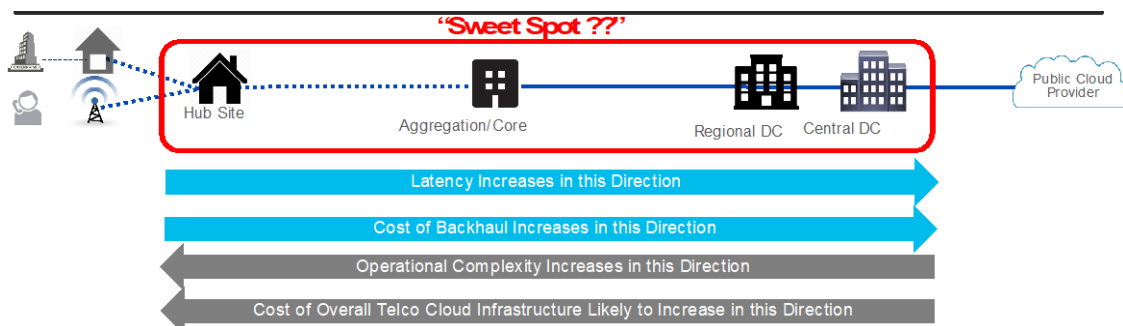 “Sweet Spot ??”
Hub Site
Aggregation/Core
Regional DC
Central DC
Public Cloud
Provider
Latency Increases in this Direction
Cost of Backhaul Increases in this Direction
Operational Complexity Increases in this Direction
Cost of Overall Telco Cloud Infrastructure Likely to Increase in this Direction